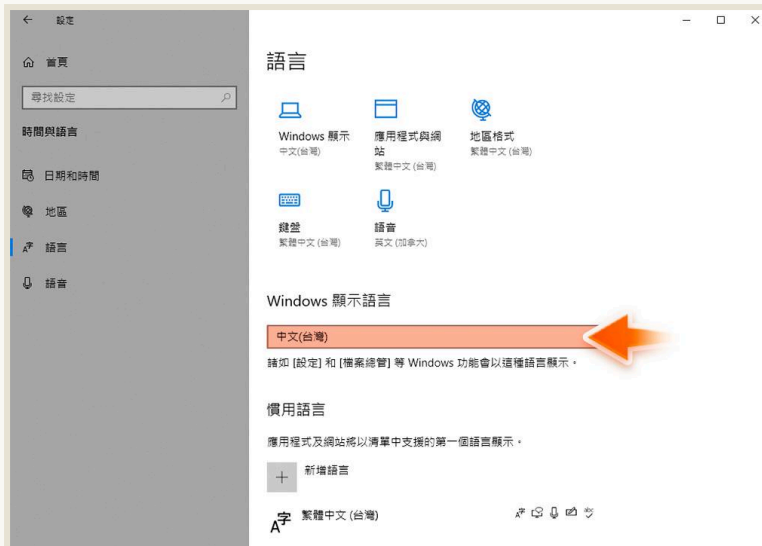 設定
首頁
尋找設定
時間與語言
日期和時間
地區
語言
語音
語言
Windows 顯示
中文(台灣)
應用程式與網
站
繁體中文 (台灣)
地區格式
繁體中文 (台灣)
鍵盤
繁體中文 (台灣)
語音
英文 (加拿大)
Windows 顯示語言
中文(台灣)
諸如 [設定] 和 [檔案總管] 等 Windows 功能會以這種語言顯示。
慣用語言
應用程式及網站將以清單中支援的第一個語言顯示。
新增語言
繁體中文 (台灣)